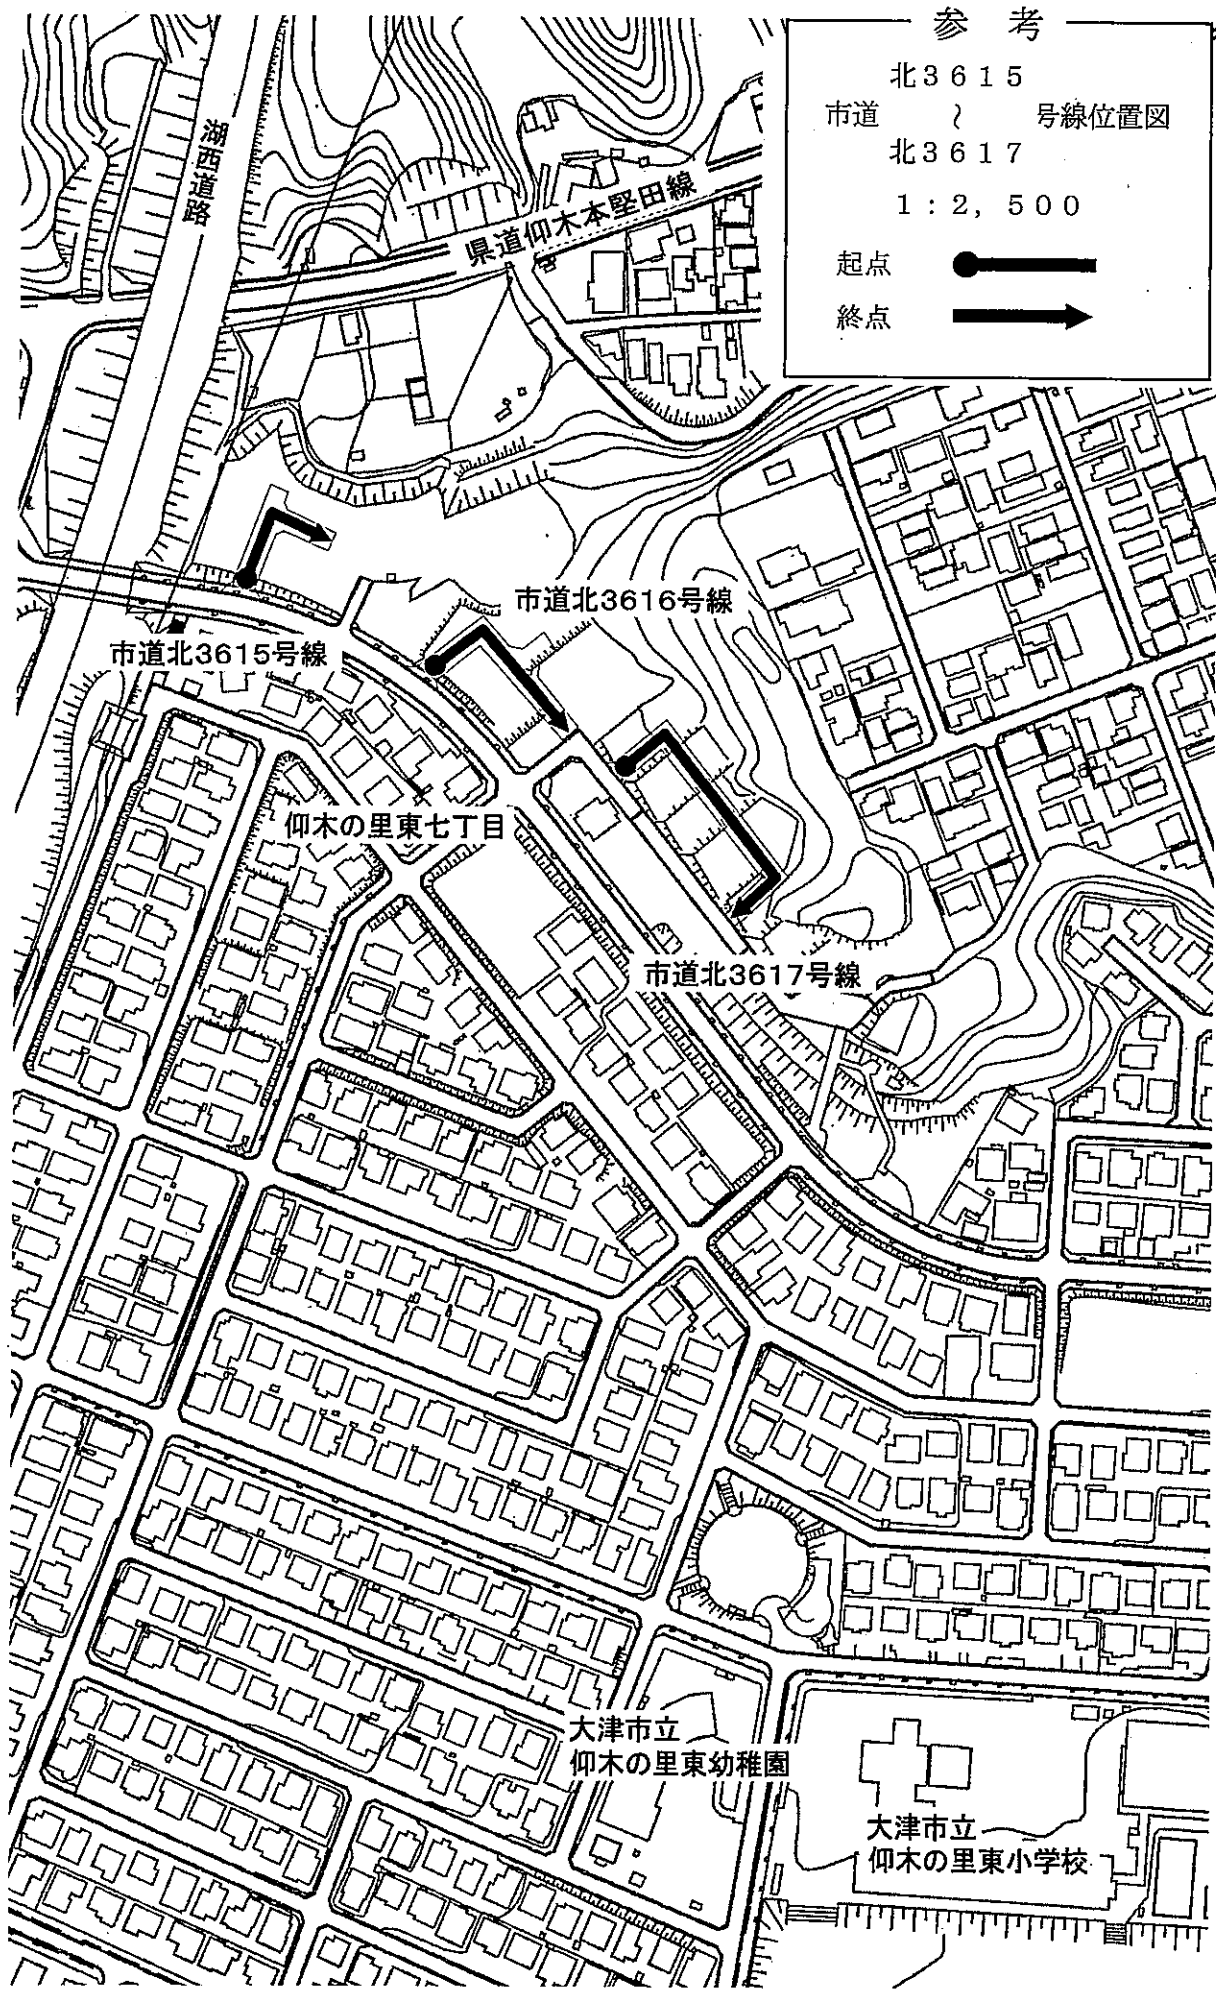 参考
北3615
市道 ~ 号線位置図
北3617
1:2,500
起点
終点
湖西道路
県道仰木本堅田線
市道北3616号線
市道北3615号線
仰木の里東七丁目
市道北3617号線
大津市立
仰木の里東幼稚園
大津市立
仰木の里東小学校